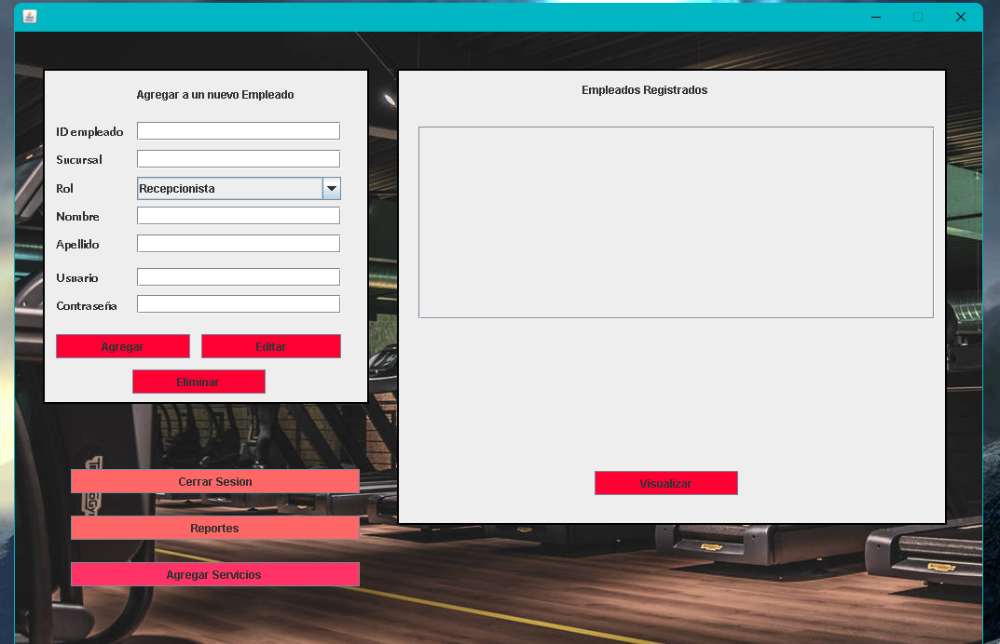 Agregar a un nuevo Empleado
ID empleado
Sucursal
Rol
Recepcionista
Nombre
Apellido
Usuario
Contraseña
Agregar
Editar
Eliminar
Empleados Registrados
Visualizar
Cerrar Sesion
Reportes
Agregar Servicios